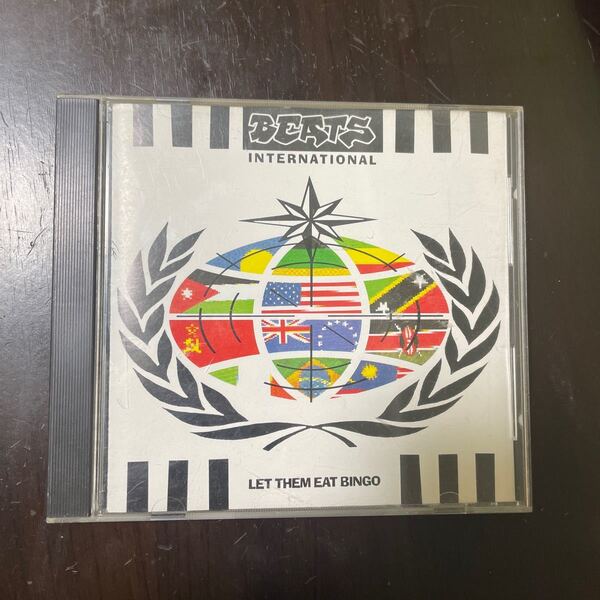 BEATS
INTERNATIONAL
LET THEM EAT BINGO